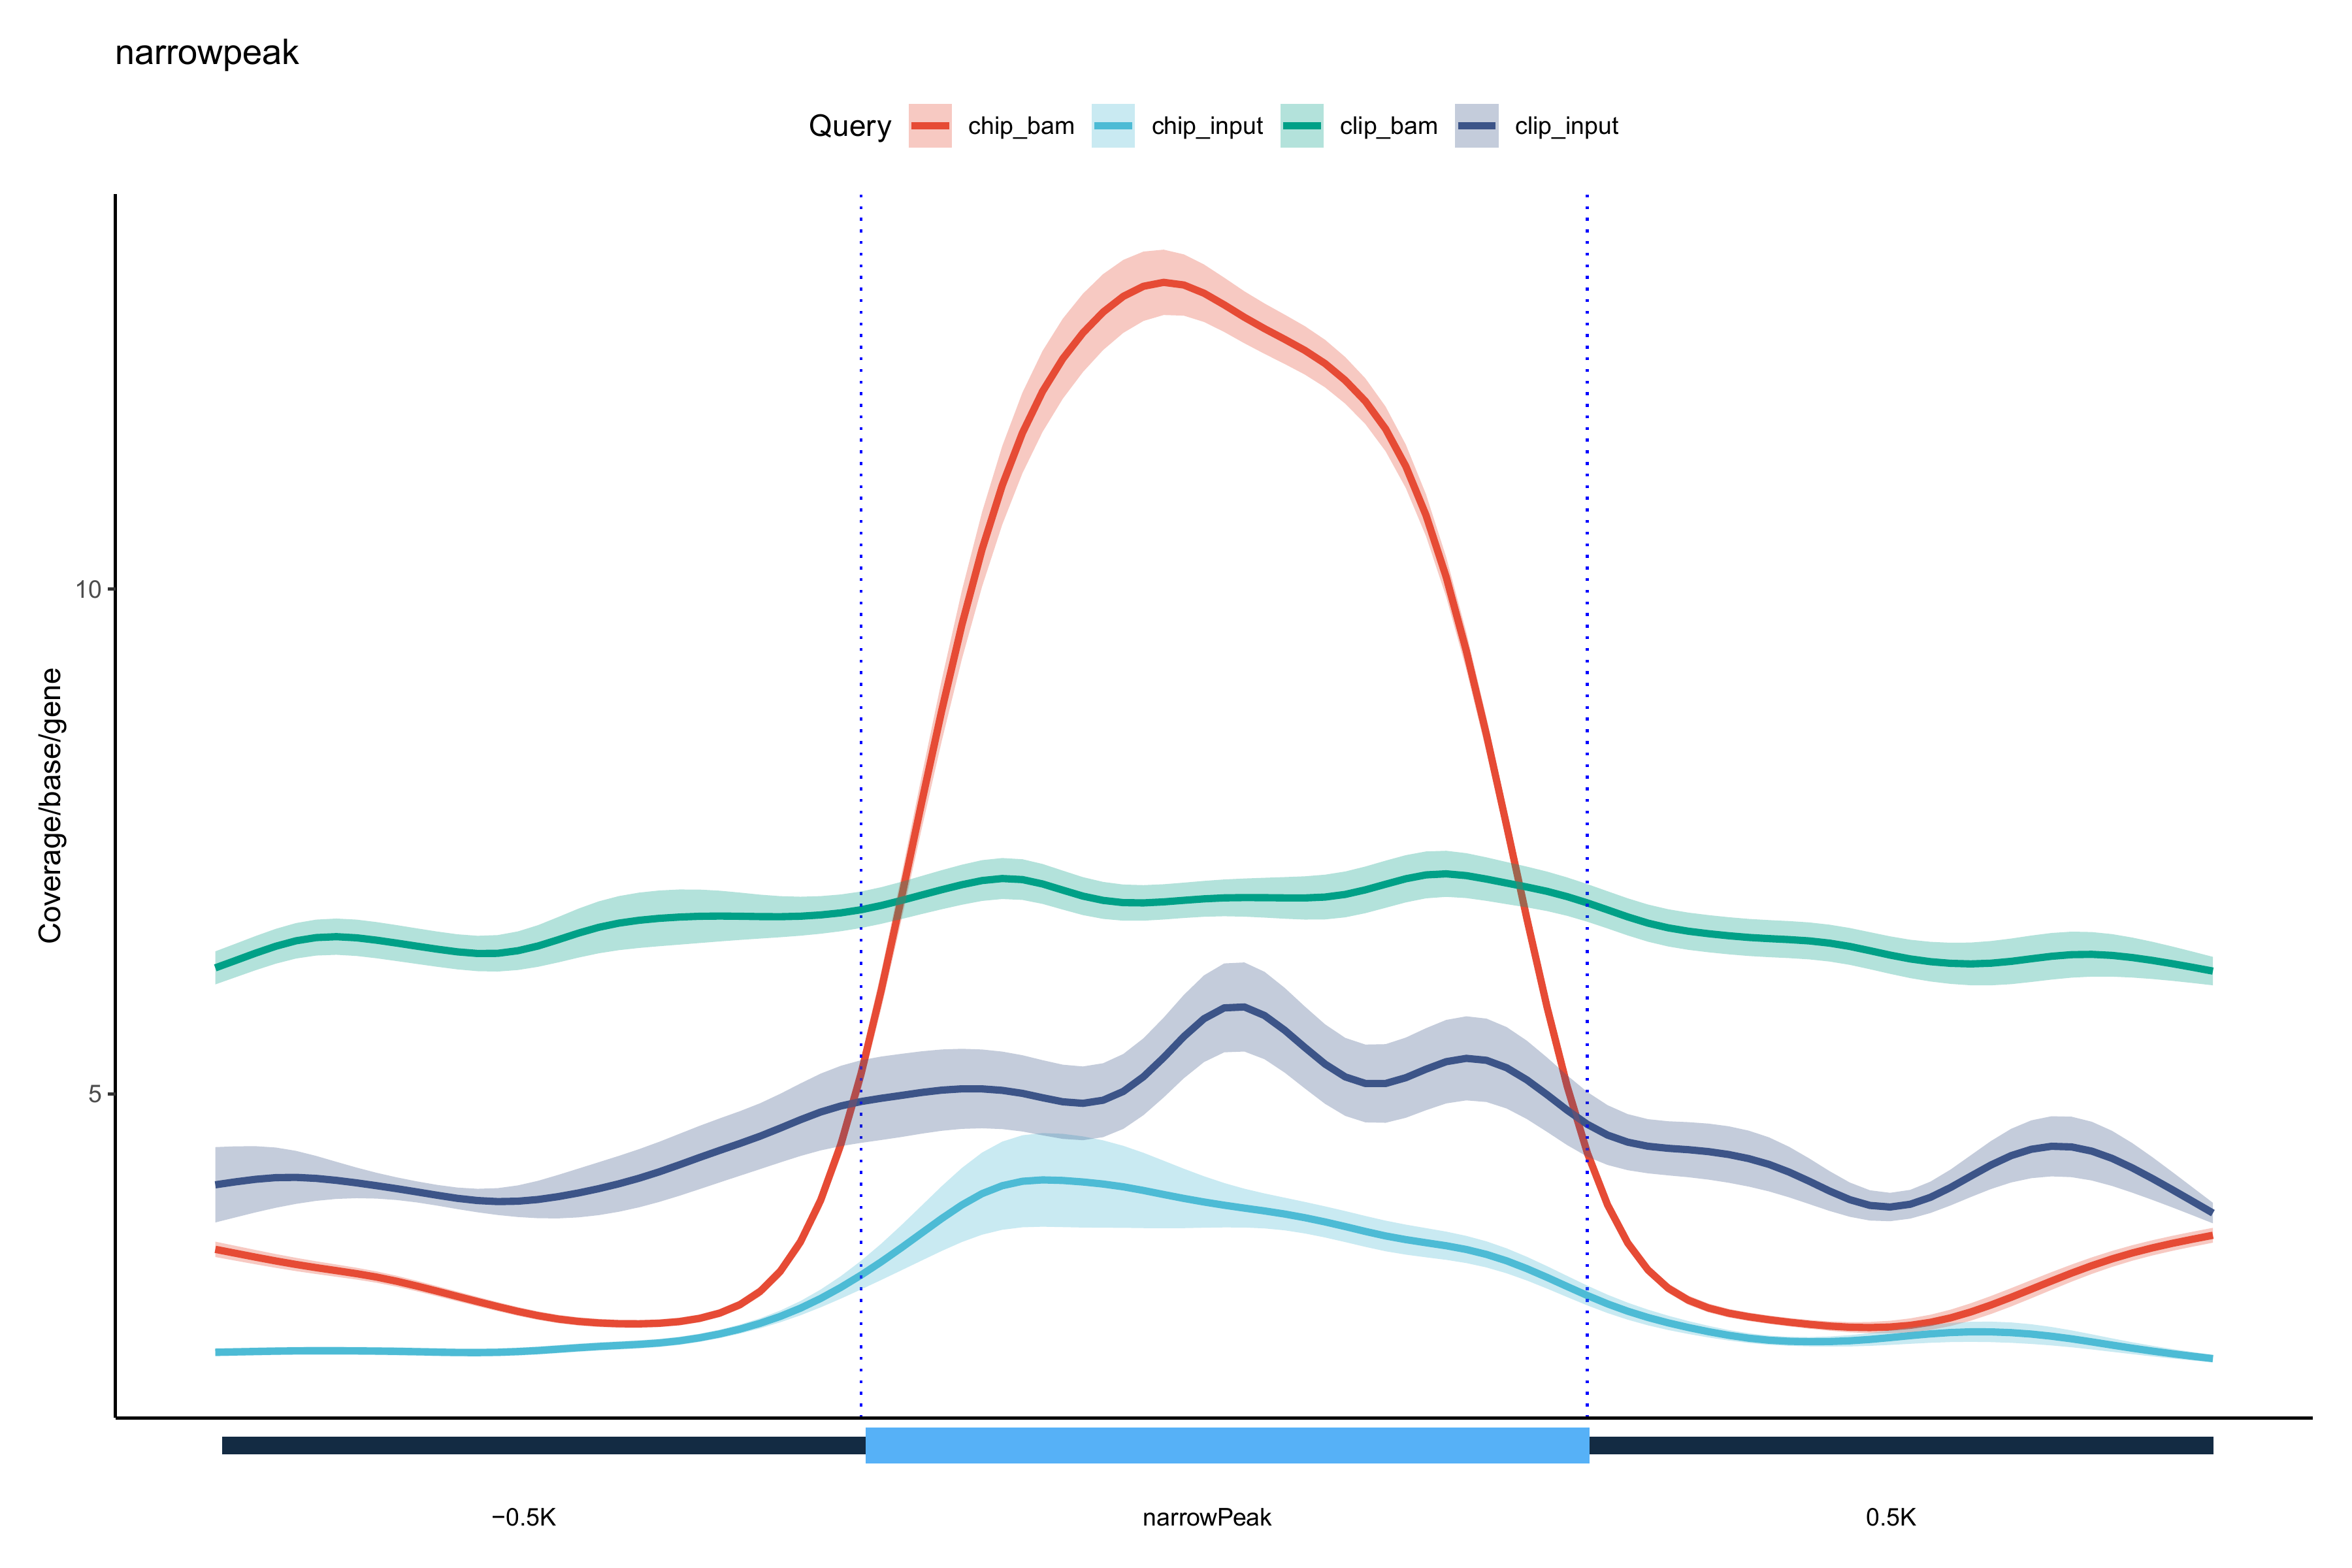 narrowpeak
Query chip_bam chip_input clip_bam clip_input
10
Coverage/base/gene
5
−0.5K narrowPeak 0.5K